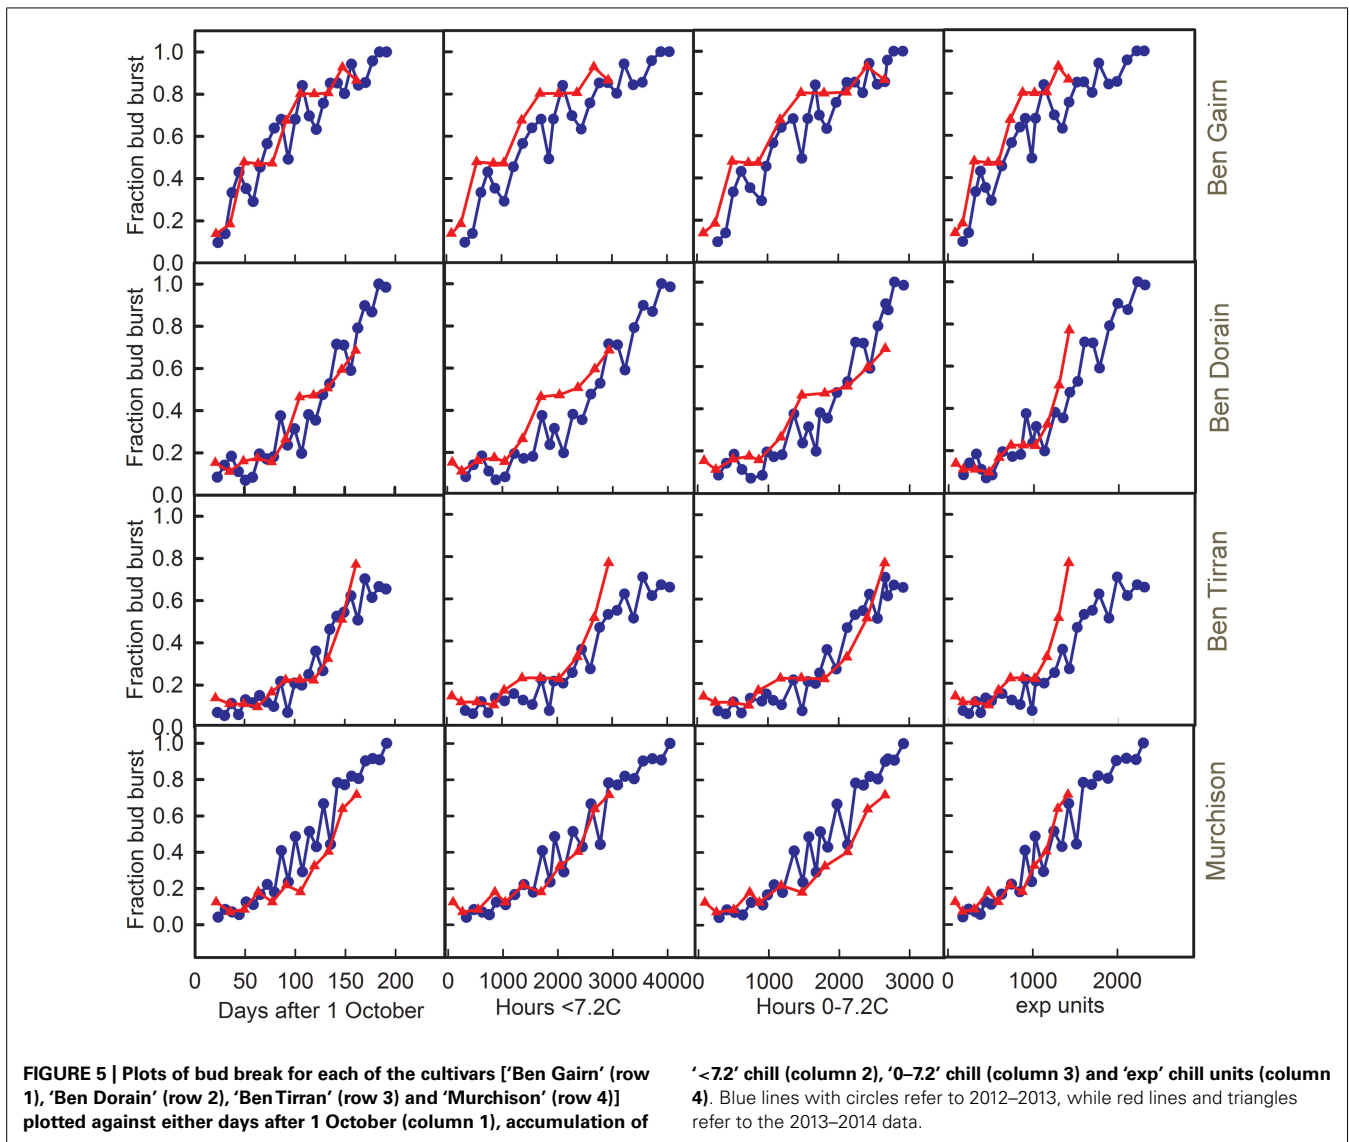 1.0
0.8
0.6
0.4
0.2
0.0
Fraction bud burst
Ben Gairn
1.0
0.8
0.6
0.4
0.2
0.0
Fraction bud burst
Ben Dorain
1.0
0.8
0.6
0.4
0.2
0.0
Fraction bud burst
Ben Tirran
1.0
0.8
0.6
0.4
0.2
0.0
Fraction bud burst
Murchison
0 50 100 150 200
Days after 1 October
0 1000 2000 3000 4000
Hours <7.2C
0 1000 2000 3000
Hours 0-7.2C
0 1000 2000
exp units
FIGURE 5 | Plots of bud break for each of the cultivars ['Ben Gairn' (row
1), 'Ben Dorain' (row 2), 'Ben Tirran' (row 3) and 'Murchison' (row 4)]
plotted against either days after 1 October (column 1), accumulation of
'<7.2' chill (column 2), '0–7.2' chill (column 3) and 'exp' chill units (column
4). Blue lines with circles refer to 2012–2013, while red lines and triangles
refer to the 2013–2014 data.